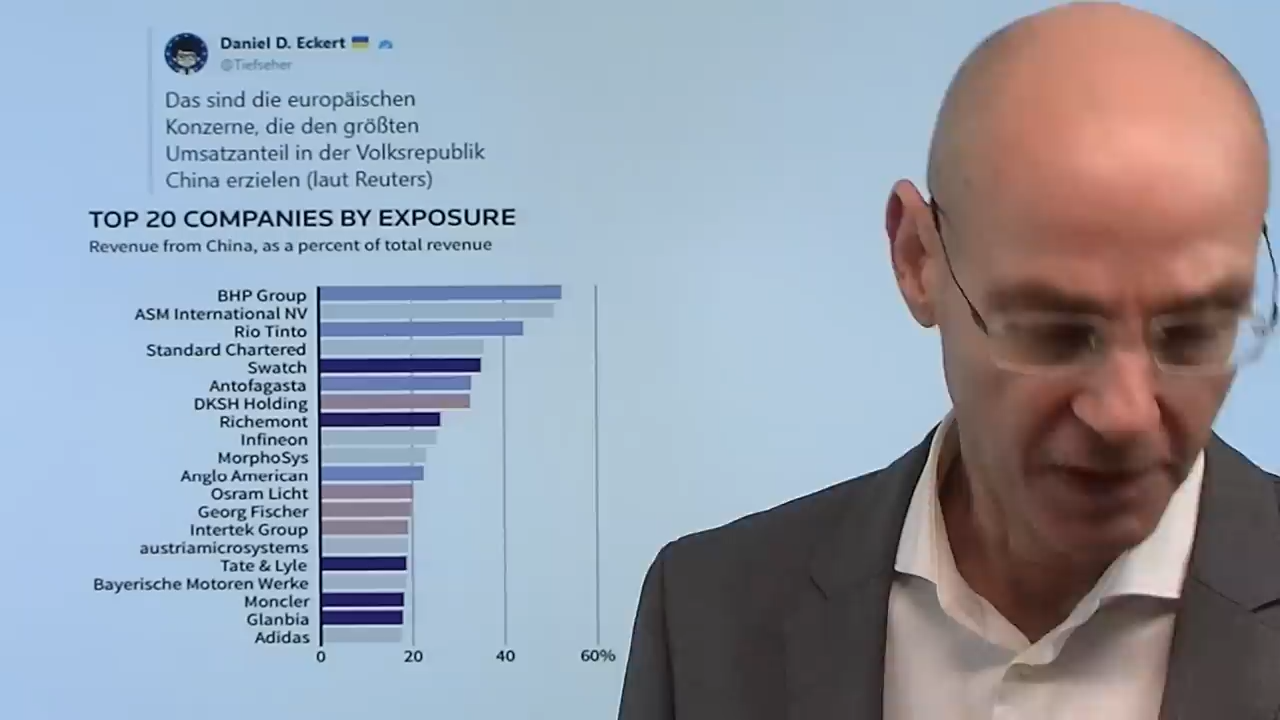 Daniel D. Eckert
@Tiefseher
Das sind die europäischen
Konzerne, die den größten
Umsatzanteil in der Volksrepublik
China erzielen (laut Reuters)
TOP 20 COMPANIES BY EXPOSURE
Revenue from China, as a percent of total revenue
BHP Group
ASM International NV
Rio Tinto
Standard Chartered
Swatch
Antofagasta
DKSH Holding
Richemont
Infineon
MorphoSys
Anglo American
Osram Licht
Georg Fischer
Intertek Group
austriamicrosystems
Tate & Lyle
Bayerische Motoren Werke
Moncler
Glanbia
Adidas
0 20 40 60%